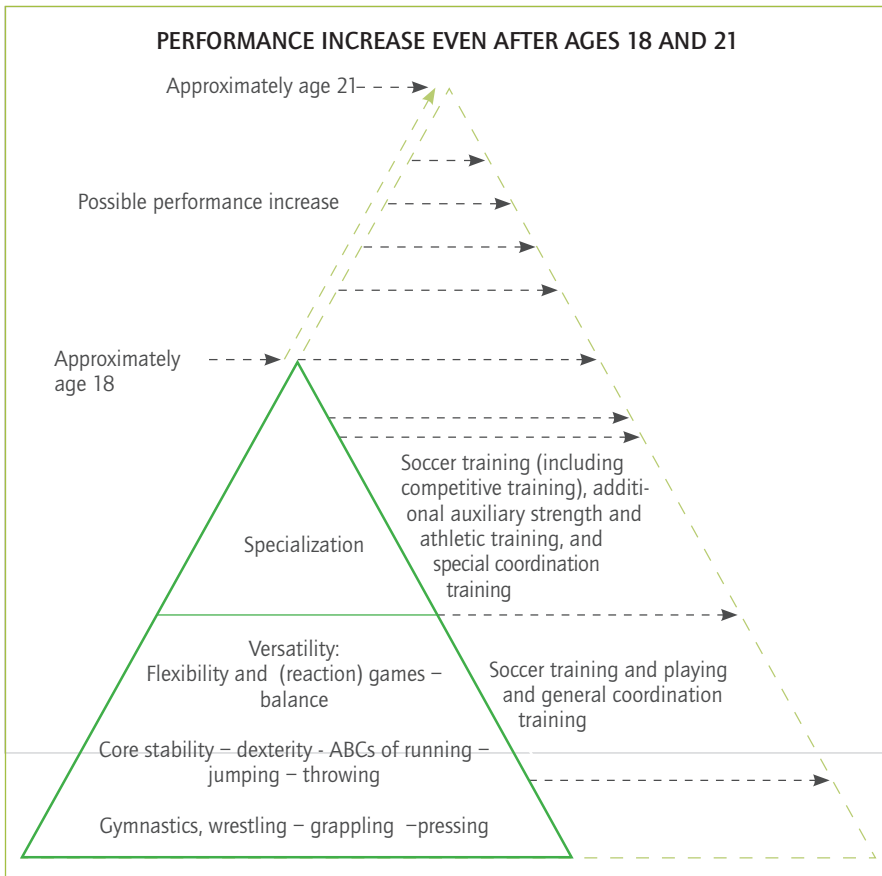 PERFORMANCE INCREASE EVEN AFTER AGES 18 AND 21
Approximately age 21
Possible performance increase
Approximately
age 18
Soccer training (including
competitive training), additi-
onal auxiliary strength and
athletic training, and
special coordination
training
Specialization
Versatility:
Flexibility and (reaction) games –
balance
Soccer training and playing
and general coordination
training
Core stability – dexterity - ABCs of running –
jumping – throwing
Gymnastics, wrestling – grappling –pressing